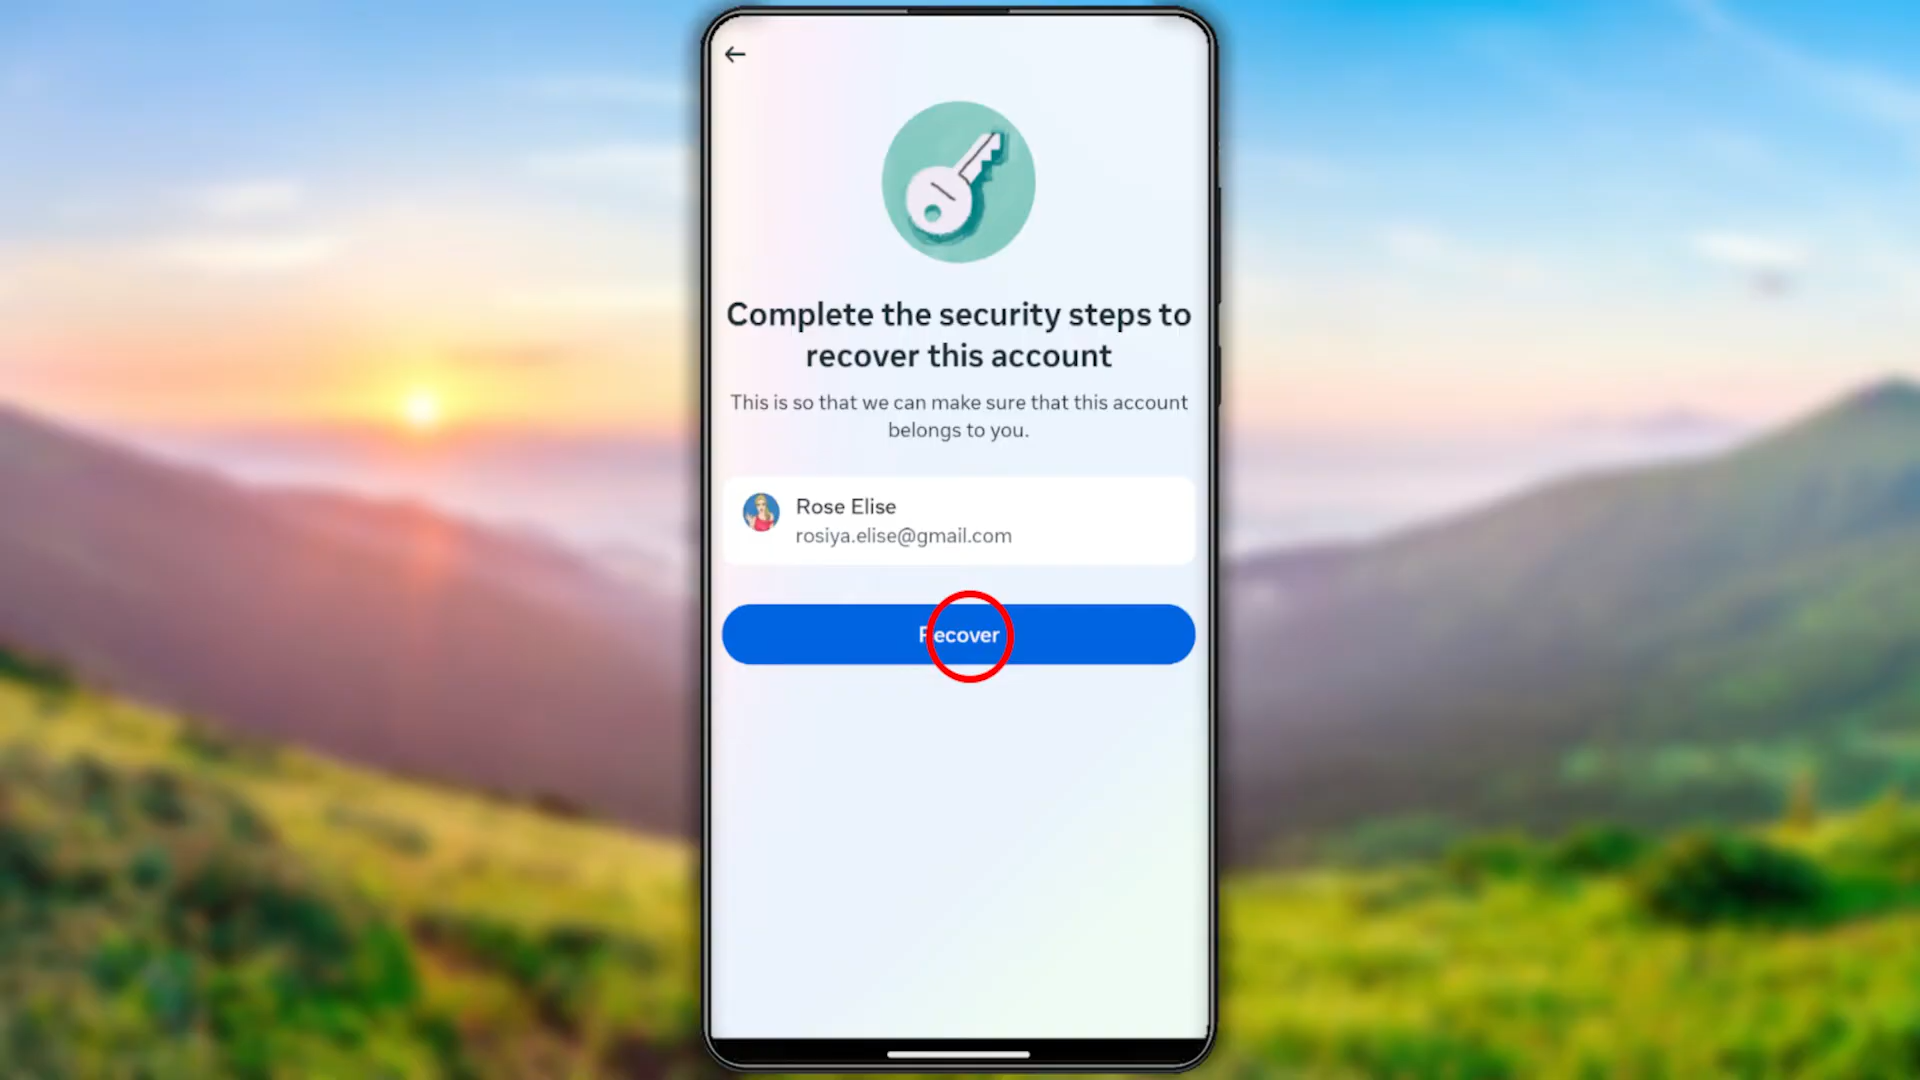 Complete the security steps to
recover this account
This is so that we can make sure that this account
belongs to you.
Rose Elise
rosiya.elise@gmail.com
Recover